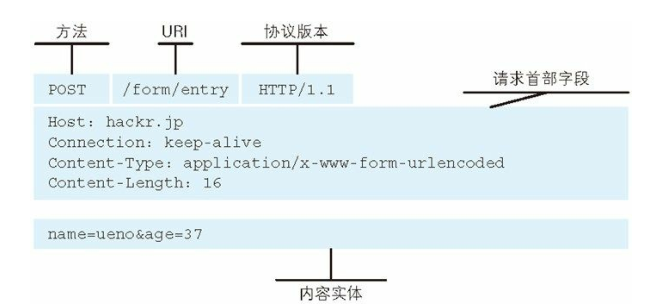 方法 URI 协议版本
请求首部字段
POST /form/entry HTTP/1.1
Host: hackr.jp
Connection: keep-alive
Content-Type: application/x-www-form-urlencoded
Content-Length: 16
name=ueno&age=37
内容实体